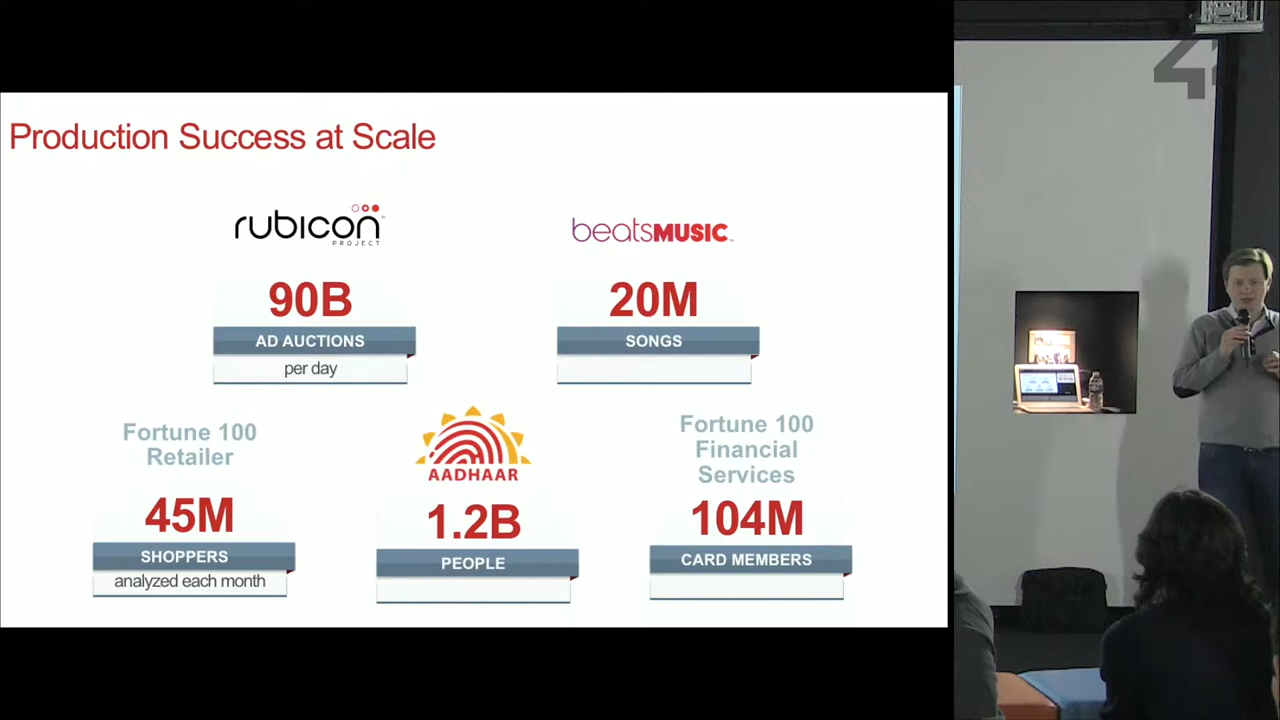 Production Success at Scale
rubicon
PROJECT
beatsMUSIC
90B
AD AUCTIONS
per day
20M
SONGS
Fortune 100
Retailer
45M
SHOPPERS
analyzed each month
AADHAAR
1.2B
PEOPLE
Fortune 100
Financial
Services
104M
CARD MEMBERS
42